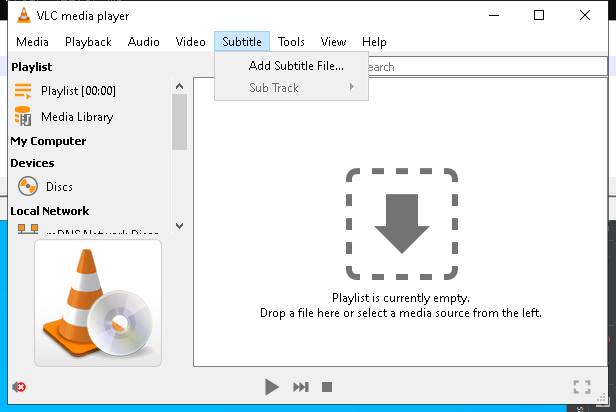 VLC media player
Media Playback Audio Video Subtitle Tools View Help
Playlist
Add Subtitle File...
Sub Track
Playlist [00:00]
Media Library
My Computer
Devices
Discs
Local Network
mDNS Network Disco
Playlist is currently empty.
Drop a file here or select a media source from the left.